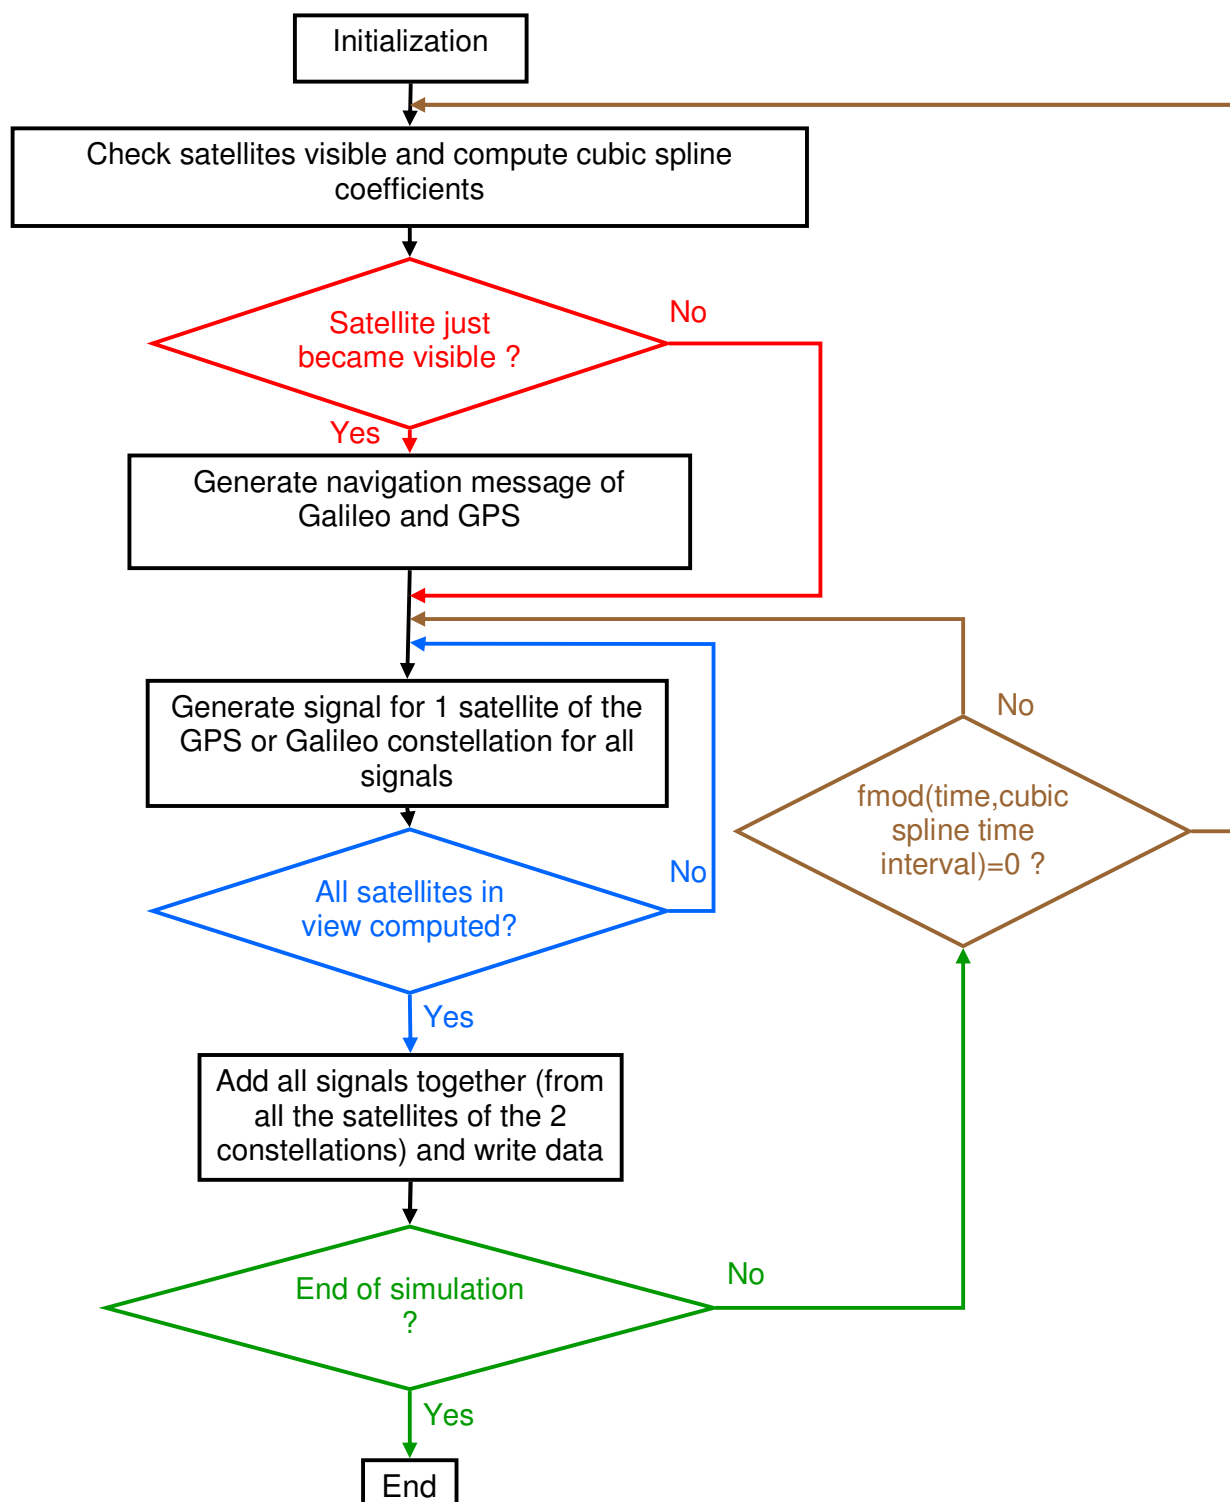 Initialization
Check satellites visible and compute cubic spline
coefficients
Satellite just
became visible ?
No
Yes
Generate navigation message of
Galileo and GPS
Generate signal for 1 satellite of the
GPS or Galileo constellation for all
signals
No
fmod(time,cubic
spline time
interval)=0 ?
All satellites in
view computed?
No
Yes
Add all signals together (from
all the satellites of the 2
constellations) and write data
End of simulation
?
No
Yes
End